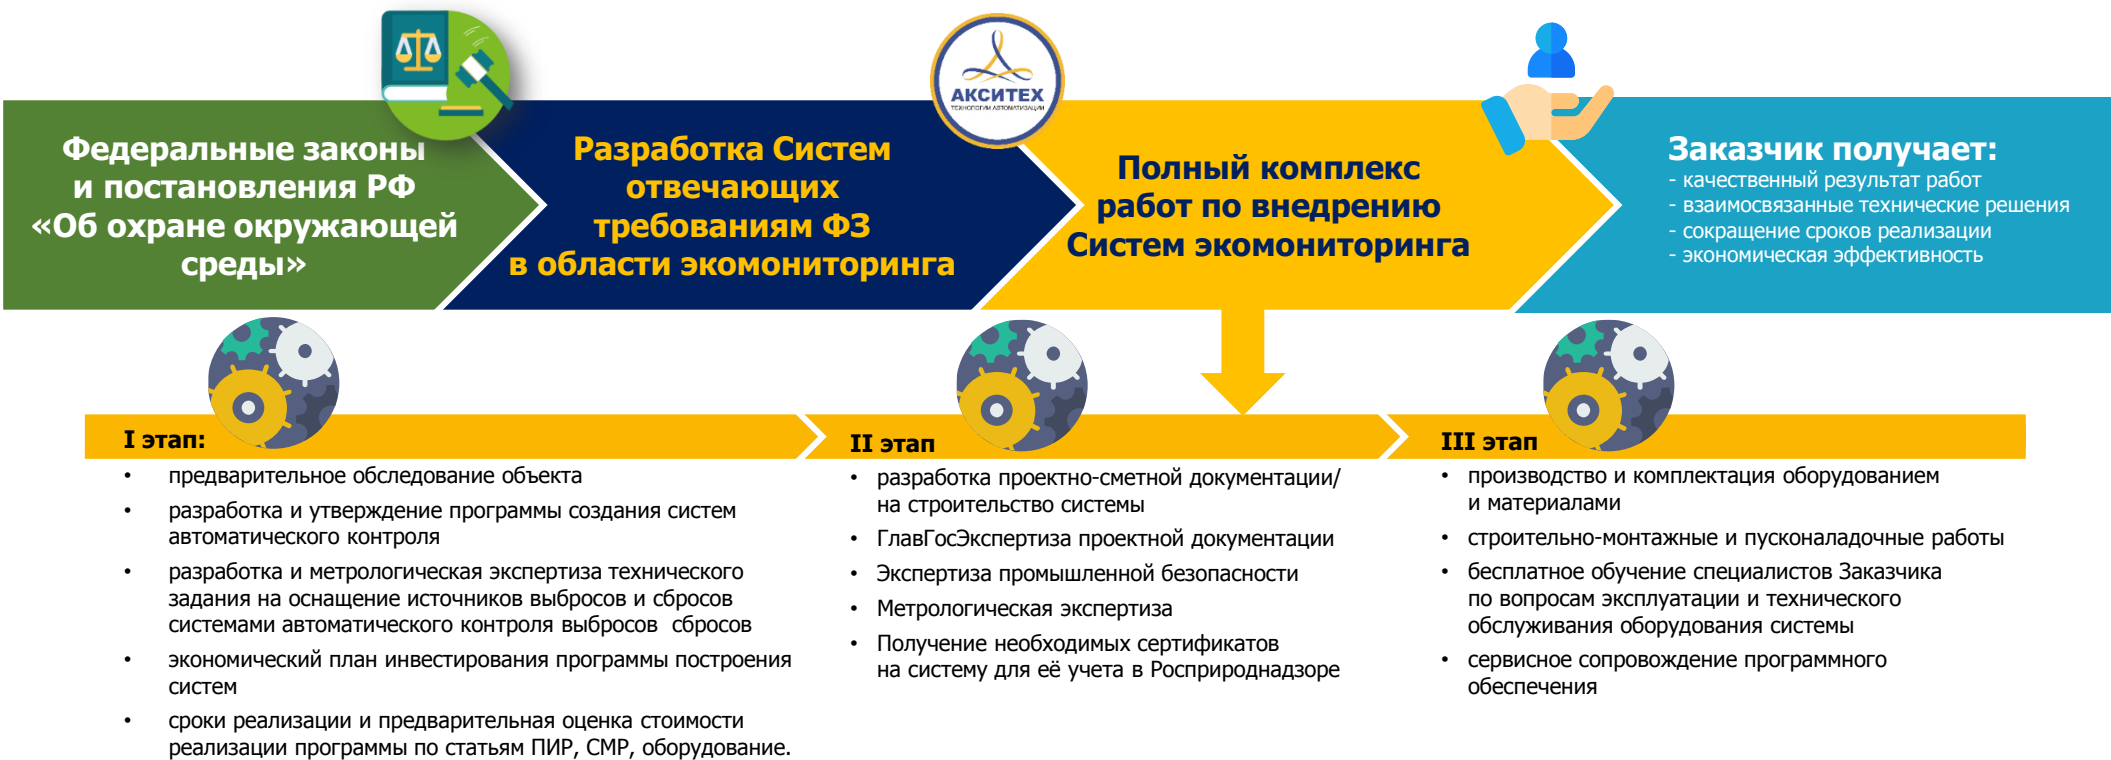 АКСИТЕХ
ТЕХНОЛОГИИ АВТОМАТИЗАЦИИ
Федеральные законы
и постановления РФ
«Об охране окружающей
среды»
Разработка Систем
отвечающих
требованиям ФЗ
в области экомониторинга
Полный комплекс
работ по внедрению
Систем экомониторинга
Заказчик получает:
- качественный результат работ
- взаимосвязанные технические решения
- сокращение сроков реализации
- экономическая эффективность
I этап:
• предварительное обследование объекта
• разработка и утверждение программы создания систем
автоматического контроля
• разработка и метрологическая экспертиза технического
задания на оснащение источников выбросов и сбросов
системами автоматического контроля выбросов сбросов
• экономический план инвестирования программы построения
систем
• сроки реализации и предварительная оценка стоимости
реализации программы по статьям ПИР, СМР, оборудование.
II этап
• разработка проектно-сметной документации/
на строительство системы
• ГлавГосЭкспертиза проектной документации
• Экспертиза промышленной безопасности
• Метрологическая экспертиза
• Получение необходимых сертификатов
на систему для её учета в Росприроднадзоре
III этап
• производство и комплектация оборудованием
и материалами
• строительно-монтажные и пусконаладочные работы
• бесплатное обучение специалистов Заказчика
по вопросам эксплуатации и технического
обслуживания оборудования системы
• сервисное сопровождение программного
обеспечения